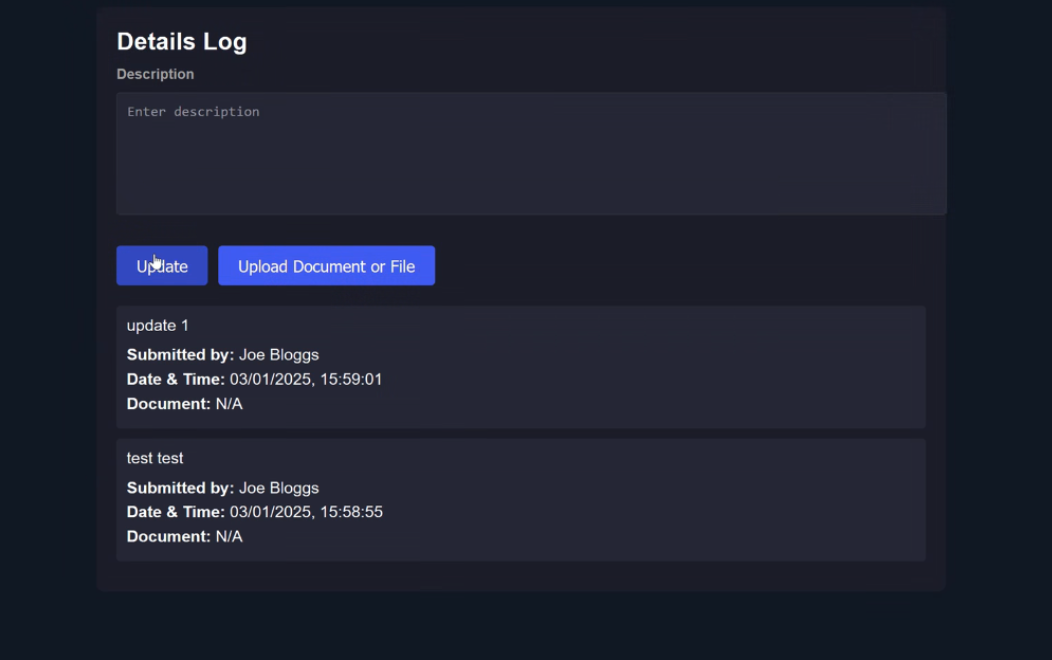 Details Log
Description
Enter description
Update
Upload Document or File
update 1
Submitted by: Joe Bloggs
Date & Time: 03/01/2025, 15:59:01
Document: N/A
test test
Submitted by: Joe Bloggs
Date & Time: 03/01/2025, 15:58:55
Document: N/A